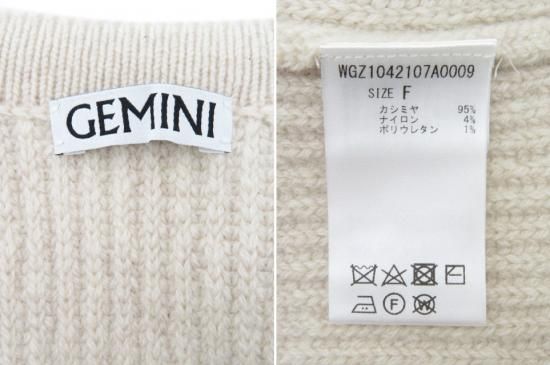 GEMINI
WGZ1042107A0009
SIZE F
カシミヤ 95%
ナイロン 4%
ポリウレタン 1%
F
W